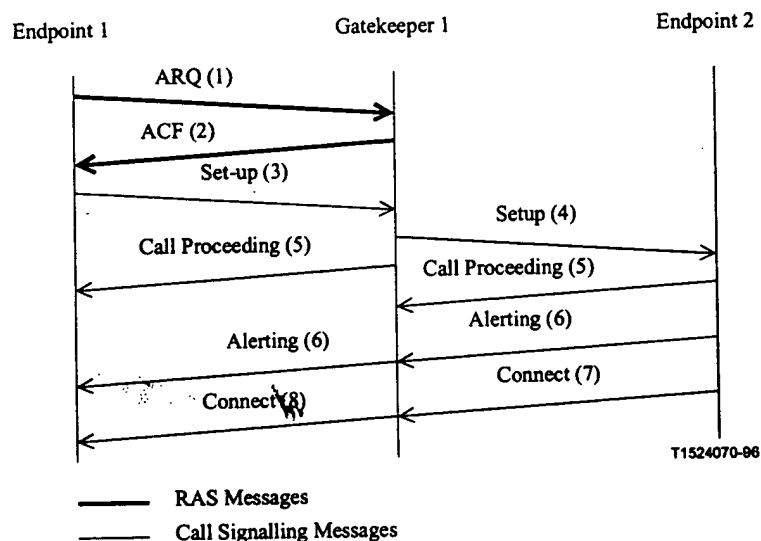 Endpoint 1
Gatekeeper 1
Endpoint 2
ARQ (1)
ACF (2)
Set-up (3)
Setup (4)
Call Proceeding (5)
Call Proceeding (5)
Alerting (6)
Alerting (6)
Connect (7)
Connect (8)
T1524070-96
RAS Messages
Call Signalling Messages